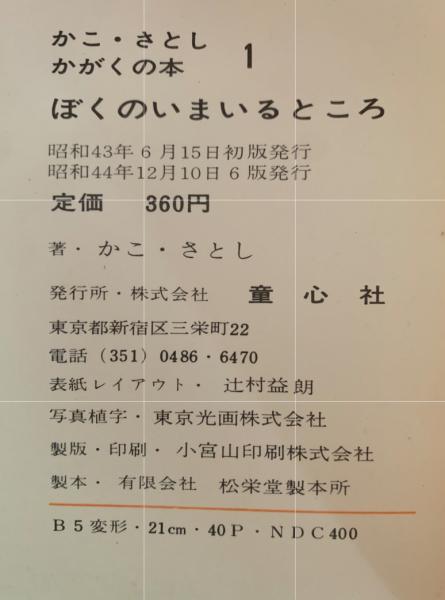 かこ・さとし
かがくの本 1
ぼくのいまいるところ
昭和43年6月15日初版発行
昭和44年12月10日6版発行
定価 360円
著・かこ・さとし
発行所・株式会社 童心社
東京都新宿区三栄町22
電話(351)0486・6470
表紙レイアウト・辻村益朗
写真植字・東京光画株式会社
製版・印刷・小宮山印刷株式会社
製本・有限会社 松栄堂製本所
B5変形・21cm・40P・NDC400